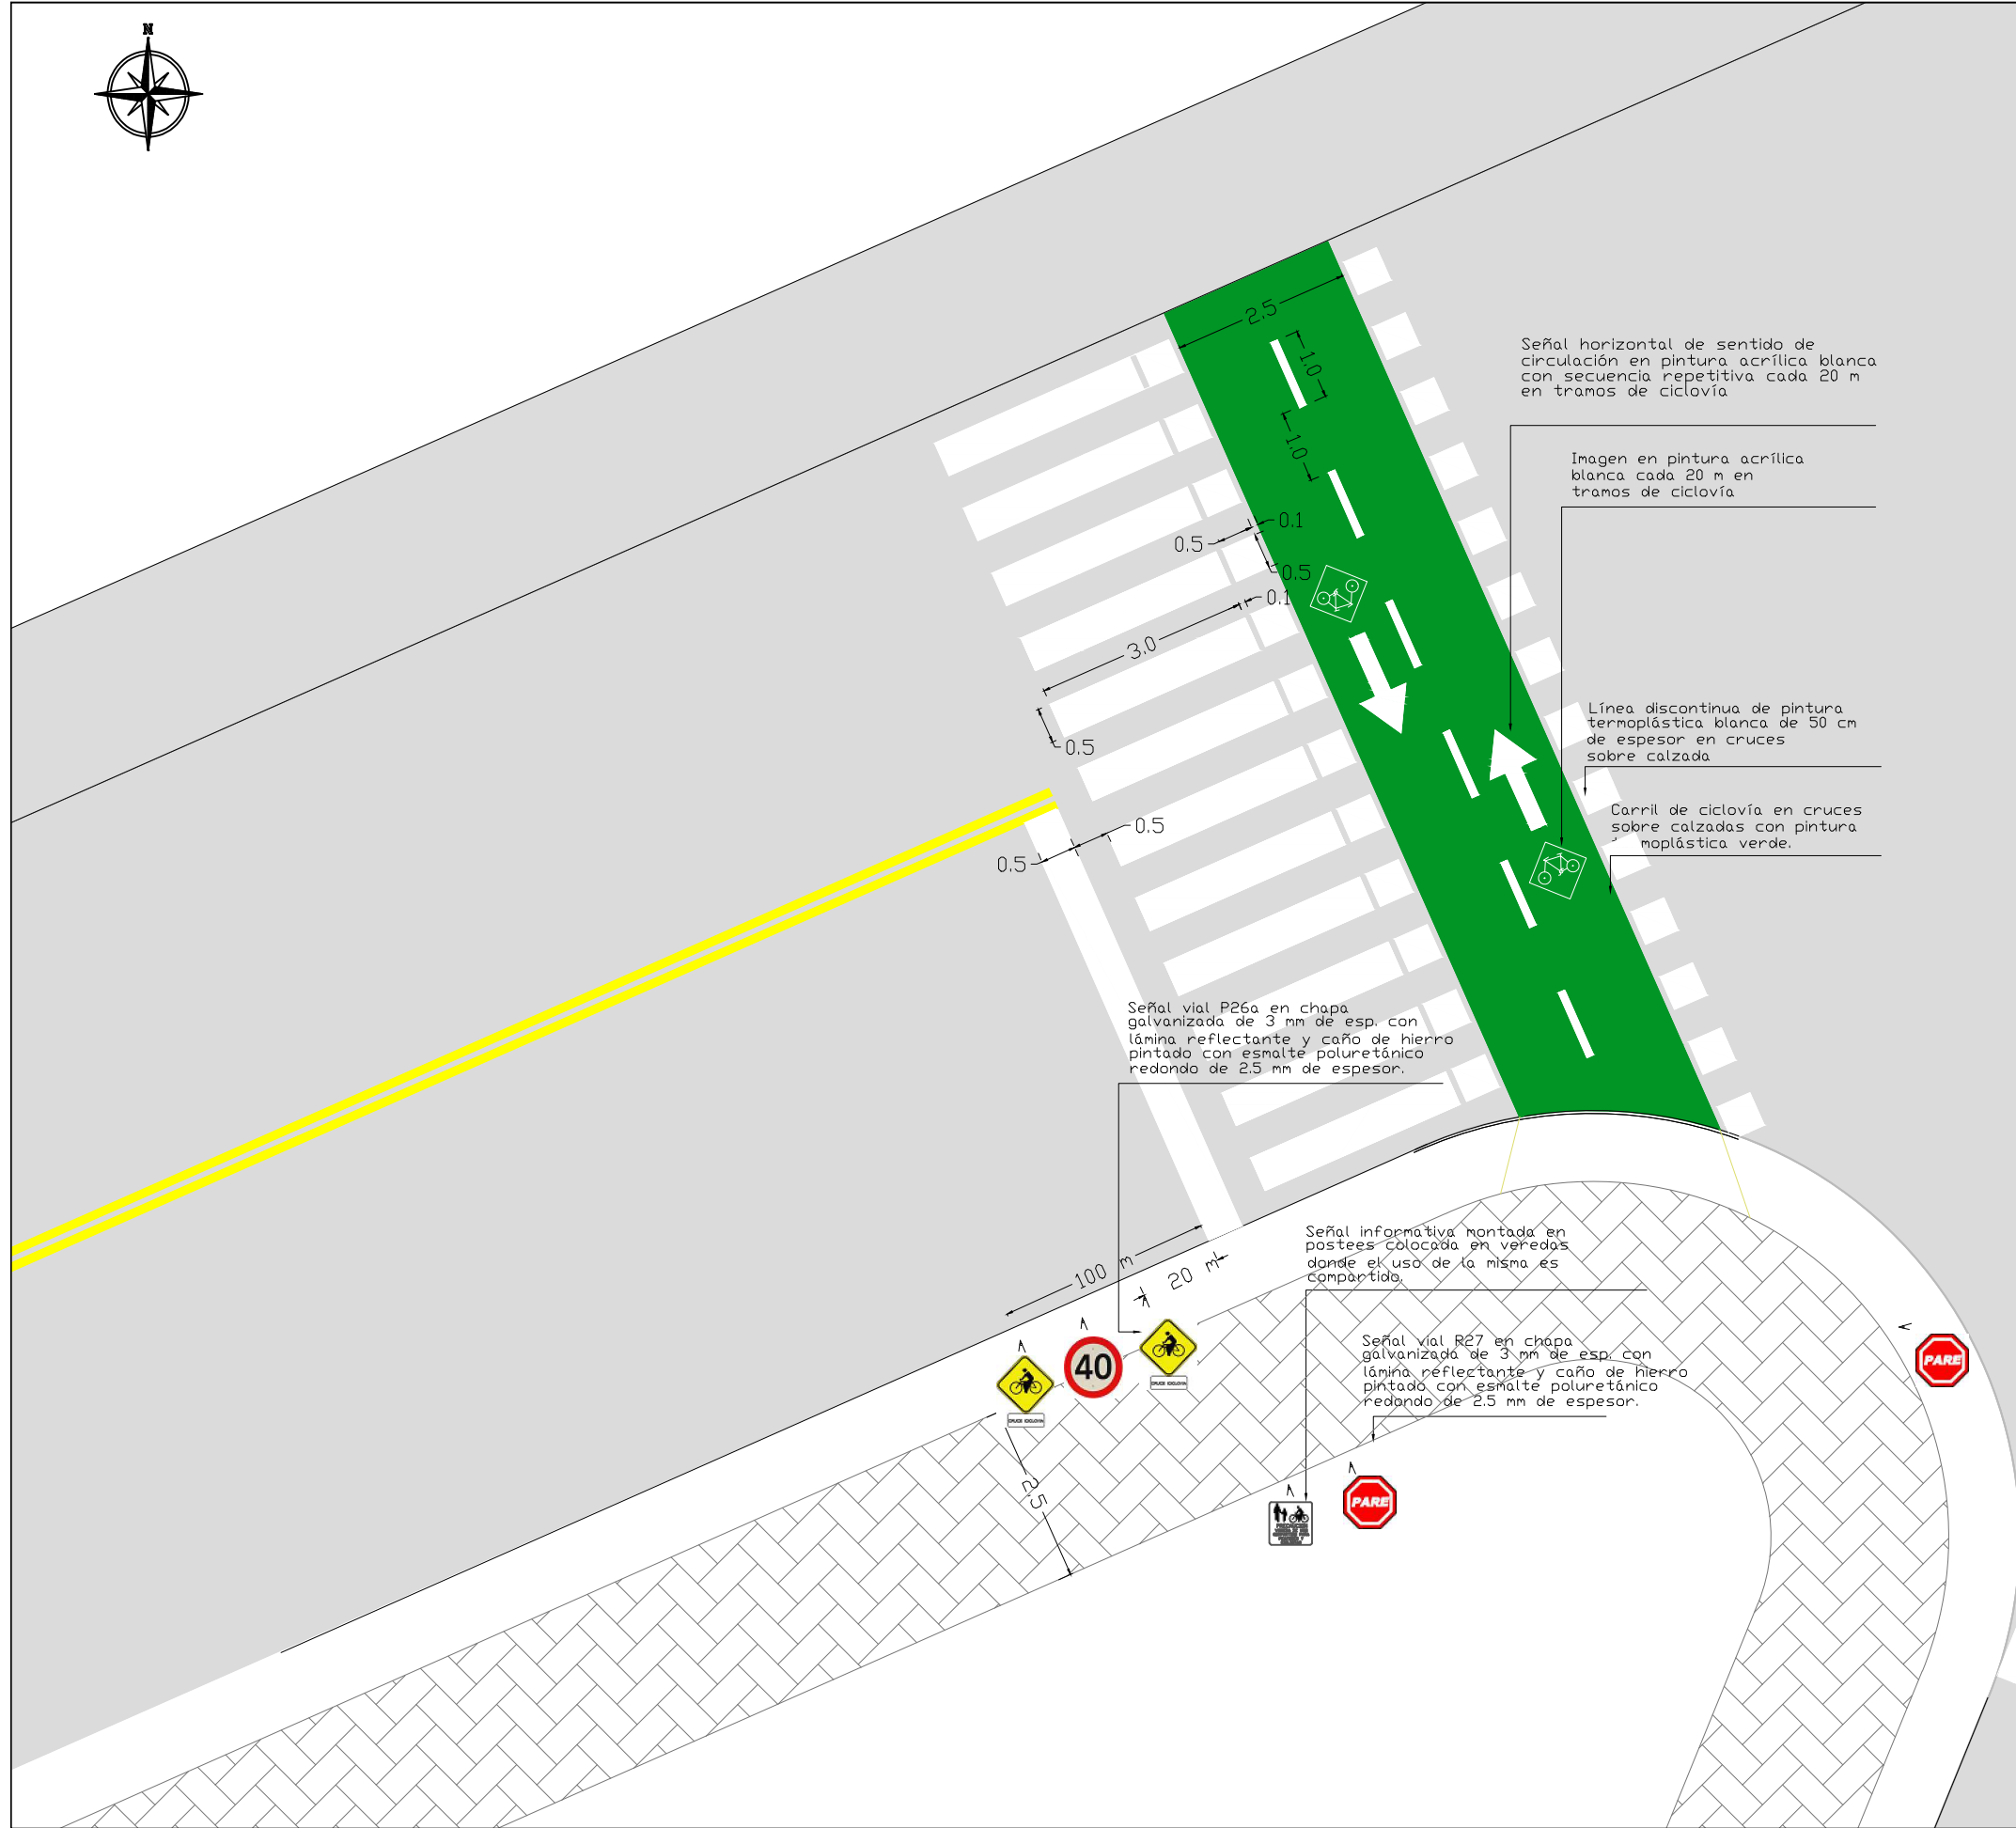 N
2.5
1.0
1.0
Señal horizontal de sentido de
circulación en pintura acrílica blanca
con secuencia repetitiva cada 20 m
en tramos de ciclovía
Imagen en pintura acrílica
blanca cada 20 m en
tramos de ciclovía
0.1
0.5
0.5
0.1
3.0
0.5
Línea discontinua de pintura
termoplástica blanca de 50 cm
de espesor en cruces
sobre calzada
Carril de ciclovía en cruces
sobre calzadas con pintura
moplástica verde.
0.5
0.5
Señal vial P26a en chapa
galvanizada de 3 mm de esp. con
lámina reflectante y caño de hierro
pintado con esmalte poluretánico
redondo de 2.5 mm de espesor.
100 m
20 m
Señal informativa montada en
postees colocada en veredas
donde el uso de la misma es
compartido.
Señal vial R27 en chapa
galvanizada de 3 mm de esp. con
lámina reflectante y caño de hierro
pintado con esmalte poluretánico
redondo de 2.5 mm de espesor.
40
CRUCE CICLOVIA
CRUCE CICLOVIA
PARE
2.5
PARE